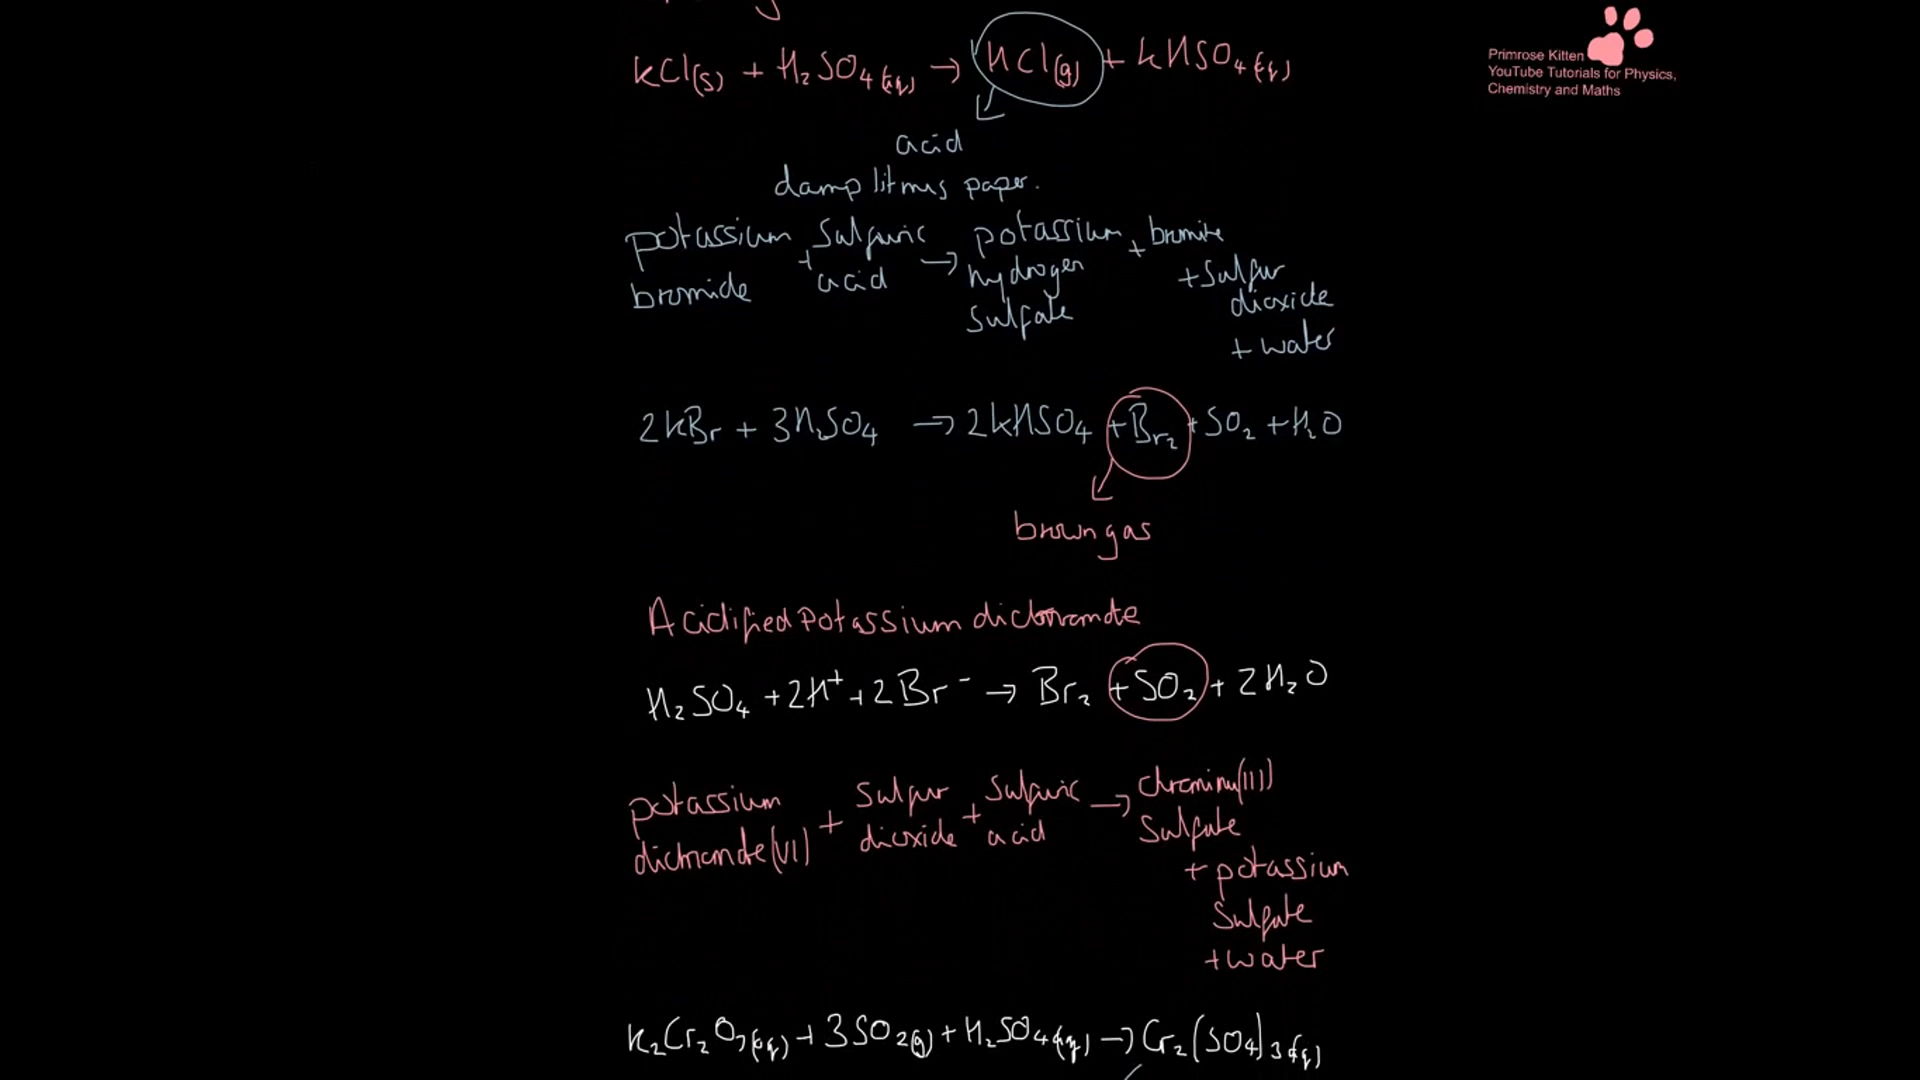 KCl(s) + H₂SO₄(aq) → HCl(g) + KHSO₄(aq)
Primrose Kitten
YouTube Tutorials for Physics,
Chemistry and Maths
acid
damp litmus paper.
potassium + sulfuric → potassium + bromine
bromide acid hydrogen + sulfur
sulfate dioxide
+ water
2KBr + 3H₂SO₄ → 2KHSO₄ + Br₂ + SO₂ + H₂O
brown gas
Acidified potassium dichromate
H₂SO₄ + 2H⁺ + 2Br⁻ → Br₂ + SO₂ + 2H₂O
potassium + sulfur + sulfuric → chromium(III)
dichromate(VI) dioxide acid sulfate
+ potassium
sulfate
+ water
K₂Cr₂O₇(aq) + 3SO₂(g) + H₂SO₄(aq) → Cr₂(SO₄)₃(aq)